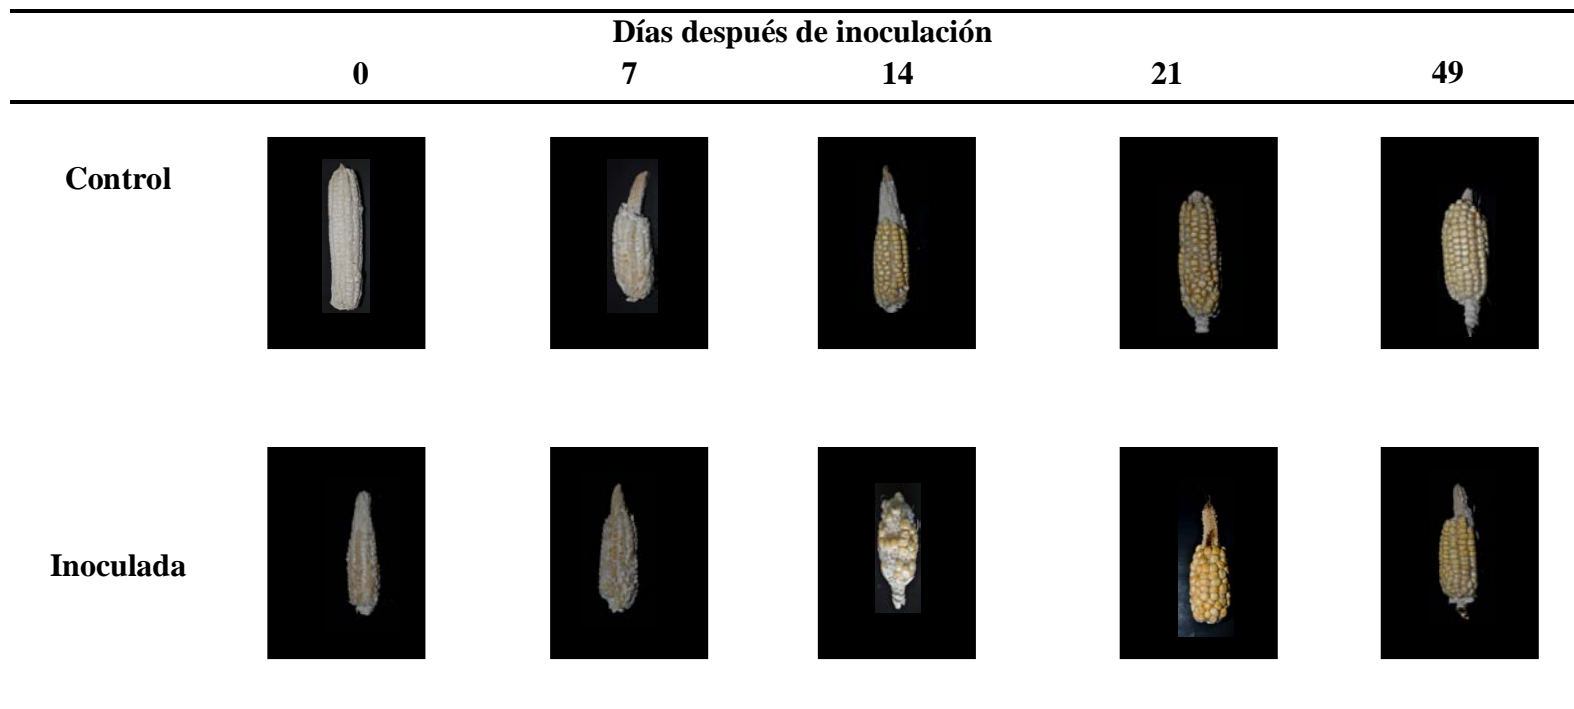 Días después de inoculación
0 7 14 21 49
Control
Inoculada